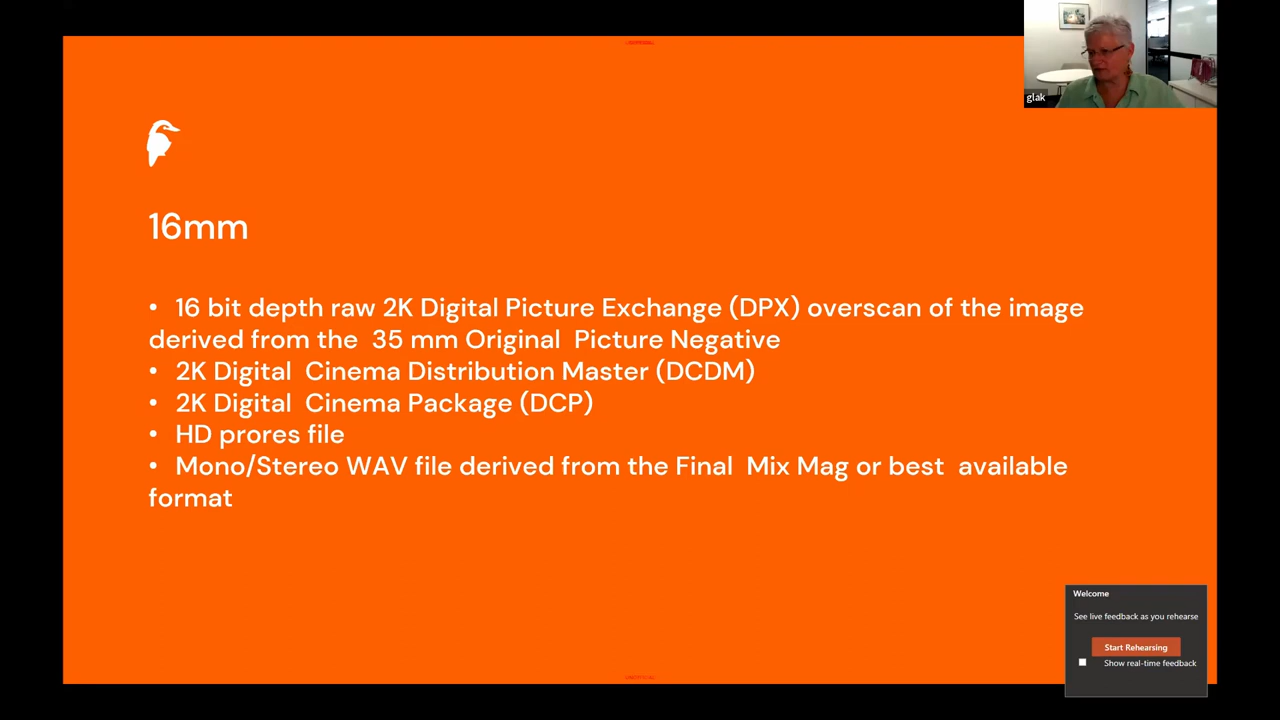 glak
16mm
• 16 bit depth raw 2K Digital Picture Exchange (DPX) overscan of the image
derived from the 35 mm Original Picture Negative
• 2K Digital Cinema Distribution Master (DCDM)
• 2K Digital Cinema Package (DCP)
• HD prores file
• Mono/Stereo WAV file derived from the Final Mix Mag or best available
format
Welcome
See live feedback as you rehearse
Start Rehearsing
Show real-time feedback